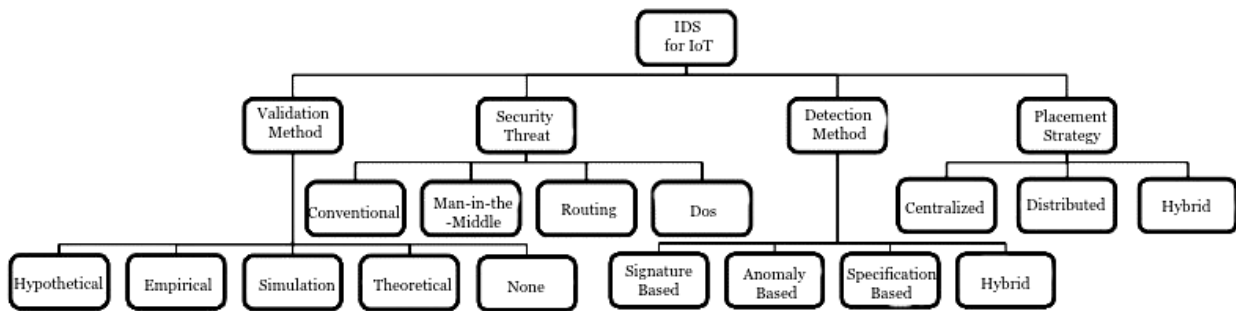 IDS
for IoT
Validation
Method
Security
Threat
Detection
Method
Placement
Strategy
Conventional
Man-in-the
-Middle
Routing
Dos
Centralized
Distributed
Hybrid
Hypothetical
Empirical
Simulation
Theoretical
None
Signature
Based
Anomaly
Based
Specification
Based
Hybrid